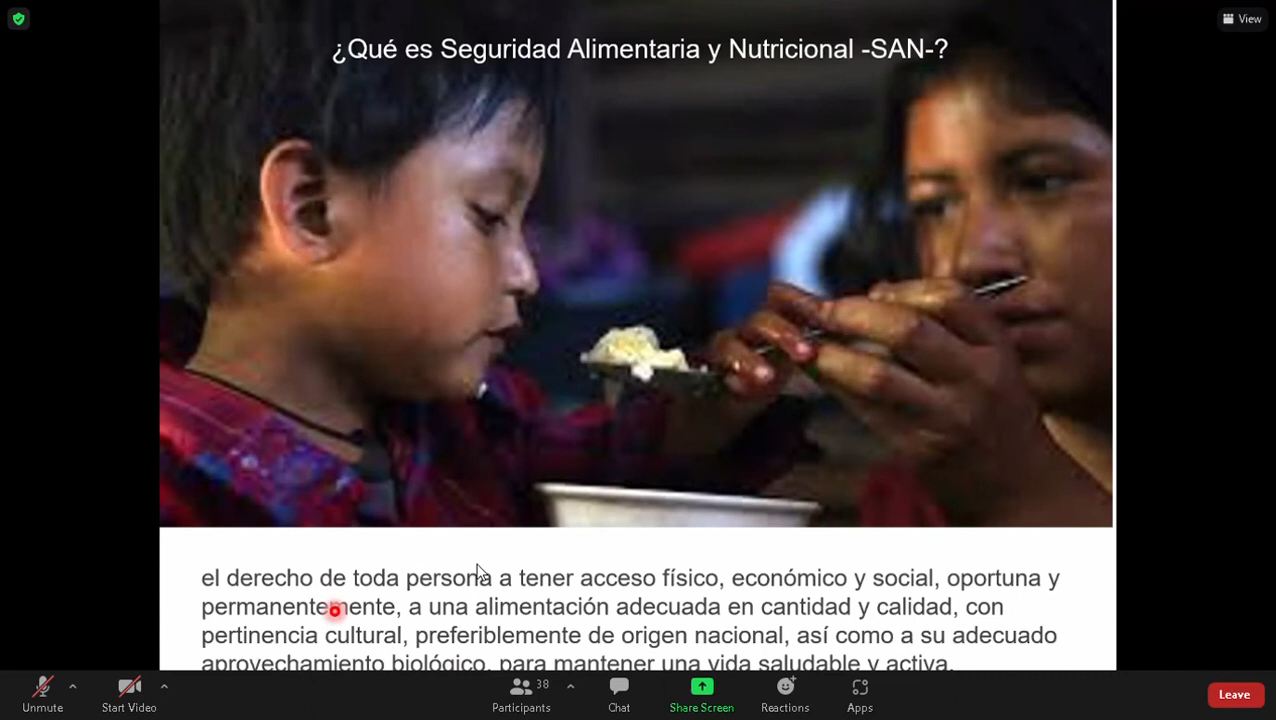 View
¿Qué es Seguridad Alimentaria y Nutricional -SAN-?
el derecho de toda persona a tener acceso físico, económico y social, oportuna y
permanentemente, a una alimentación adecuada en cantidad y calidad, con
pertinencia cultural, preferiblemente de origen nacional, así como a su adecuado
aprovechamiento biológico, para mantener una vida saludable y activa.
Unmute
Start Video
38
Participants
Chat
Share Screen
Reactions
Apps
Leave